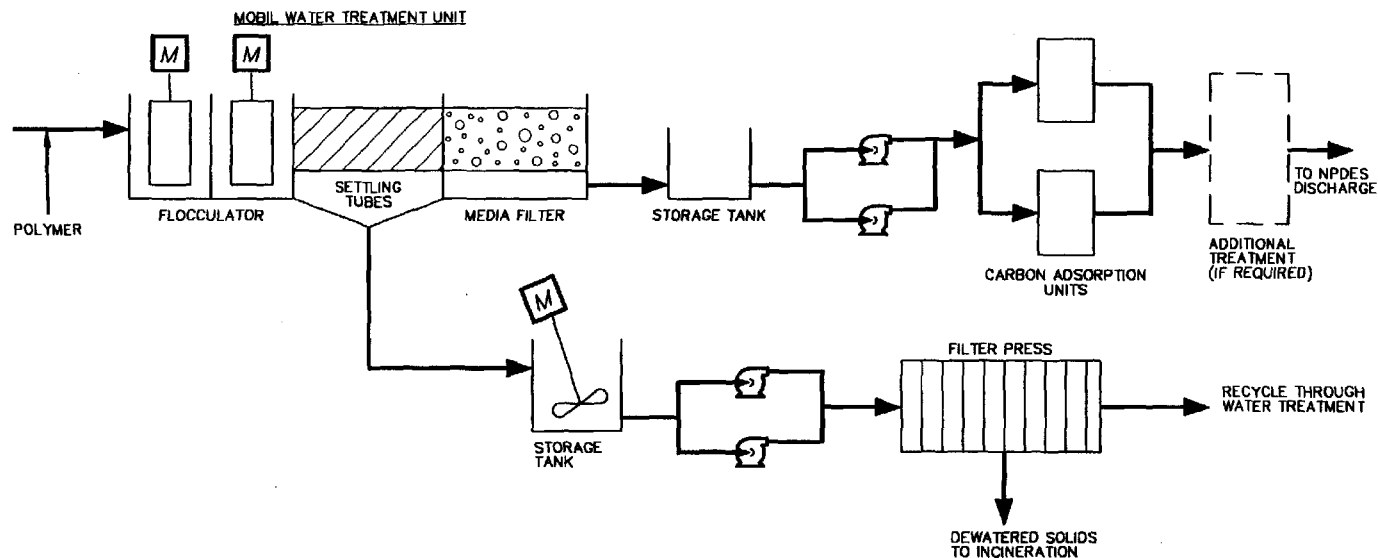 MOBIL WATER TREATMENT UNIT
M
M
POLYMER
FLOCCULATOR
SETTLING
TUBES
MEDIA FILTER
STORAGE TANK
CARBON ADSORPTION
UNITS
ADDITIONAL
TREATMENT
(IF REQUIRED)
TO NPDES
DISCHARGE
M
STORAGE
TANK
FILTER PRESS
RECYCLE THROUGH
WATER TREATMENT
DEWATERED SOLIDS
TO INCINERATION